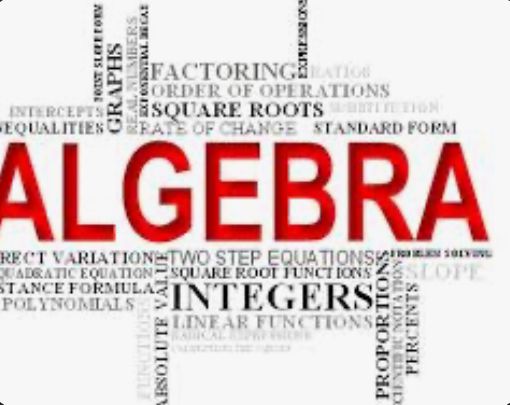 POINT SLOPE FORM
GRAPHS
REAL NUMBERS
EXPONENTIAL DECAY
EXPRESSIONS
FACTORING
RATIOS
ORDER OF OPERATIONS
INTERCEPTS
SQUARE ROOTS
SUBSTITUTION
NEQUALITIES
RATE OF CHANGE
STANDARD FORM
ALGEBRA
RECT VARIATION
TWO STEP EQUATIONS
PROBLEM SOLVING
QUADRATIC EQUATION
SQUARE ROOT FUNCTIONS
SLOPE
STANCE FORMULA
INTEGERS
POLYNOMIALS
LINEAR FUNCTIONS
RADICAL EXPRESSIONS
FUNCTIONS
ABSOLUTE VALUE
PROPORTIONS
SCIENTIFIC NOTATION
PERCENTS